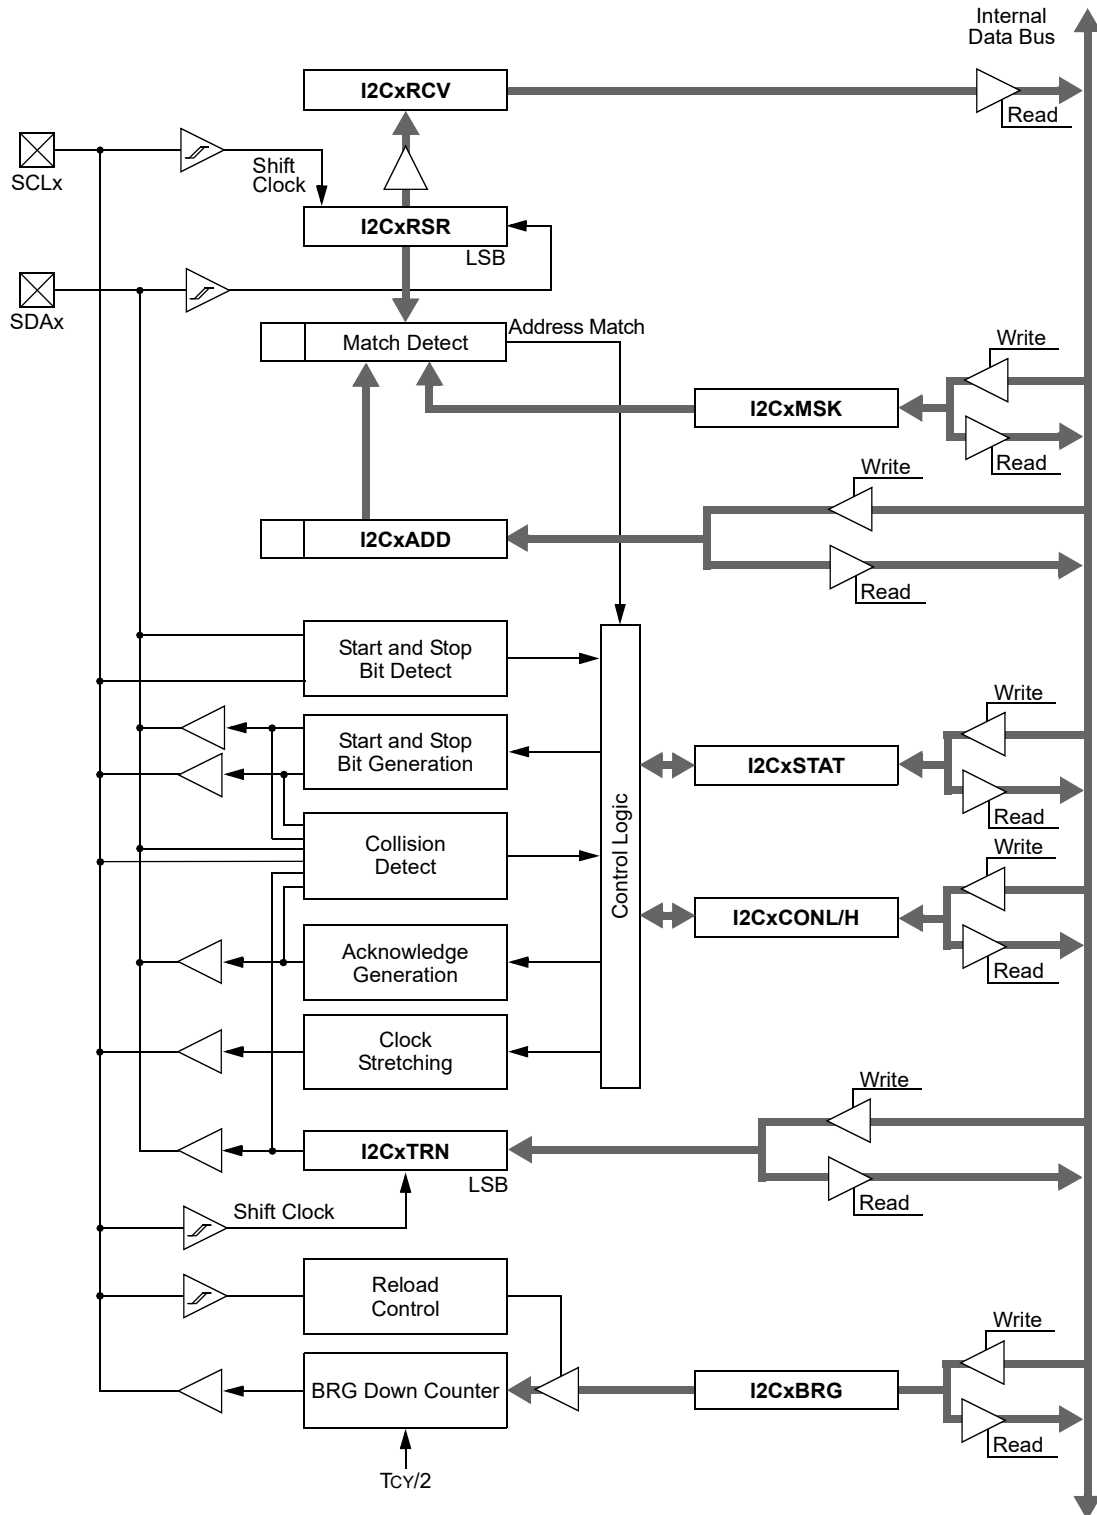 Internal
Data Bus
I2CxRCV
Read
SCLx
Shift
Clock
I2CxRSR
LSB
SDAx
Address Match
Match Detect
Write
I2CxMSK
Read
Write
I2CxADD
Read
Start and Stop
Bit Detect
Write
Start and Stop
Bit Generation
I2CxSTAT
Read
Control Logic
Collision
Detect
Write
I2CxCONL/H
Read
Acknowledge
Generation
Clock
Stretching
Write
I2CxTRN
LSB
Read
Shift Clock
Reload
Control
Write
BRG Down Counter
I2CxBRG
Read
TCY/2